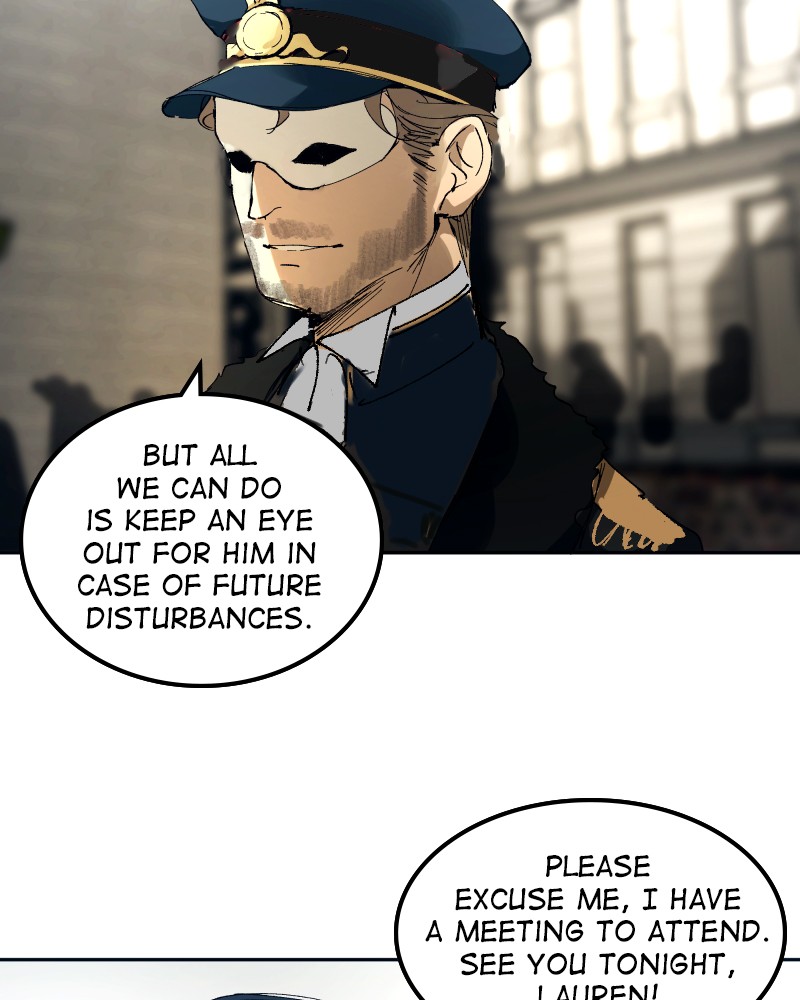 BUT ALL
WE CAN DO
IS KEEP AN EYE
OUT FOR HIM IN
CASE OF FUTURE
DISTURBANCES.
PLEASE
EXCUSE ME, I HAVE
A MEETING TO ATTEND.
SEE YOU TONIGHT,
LAUREN!